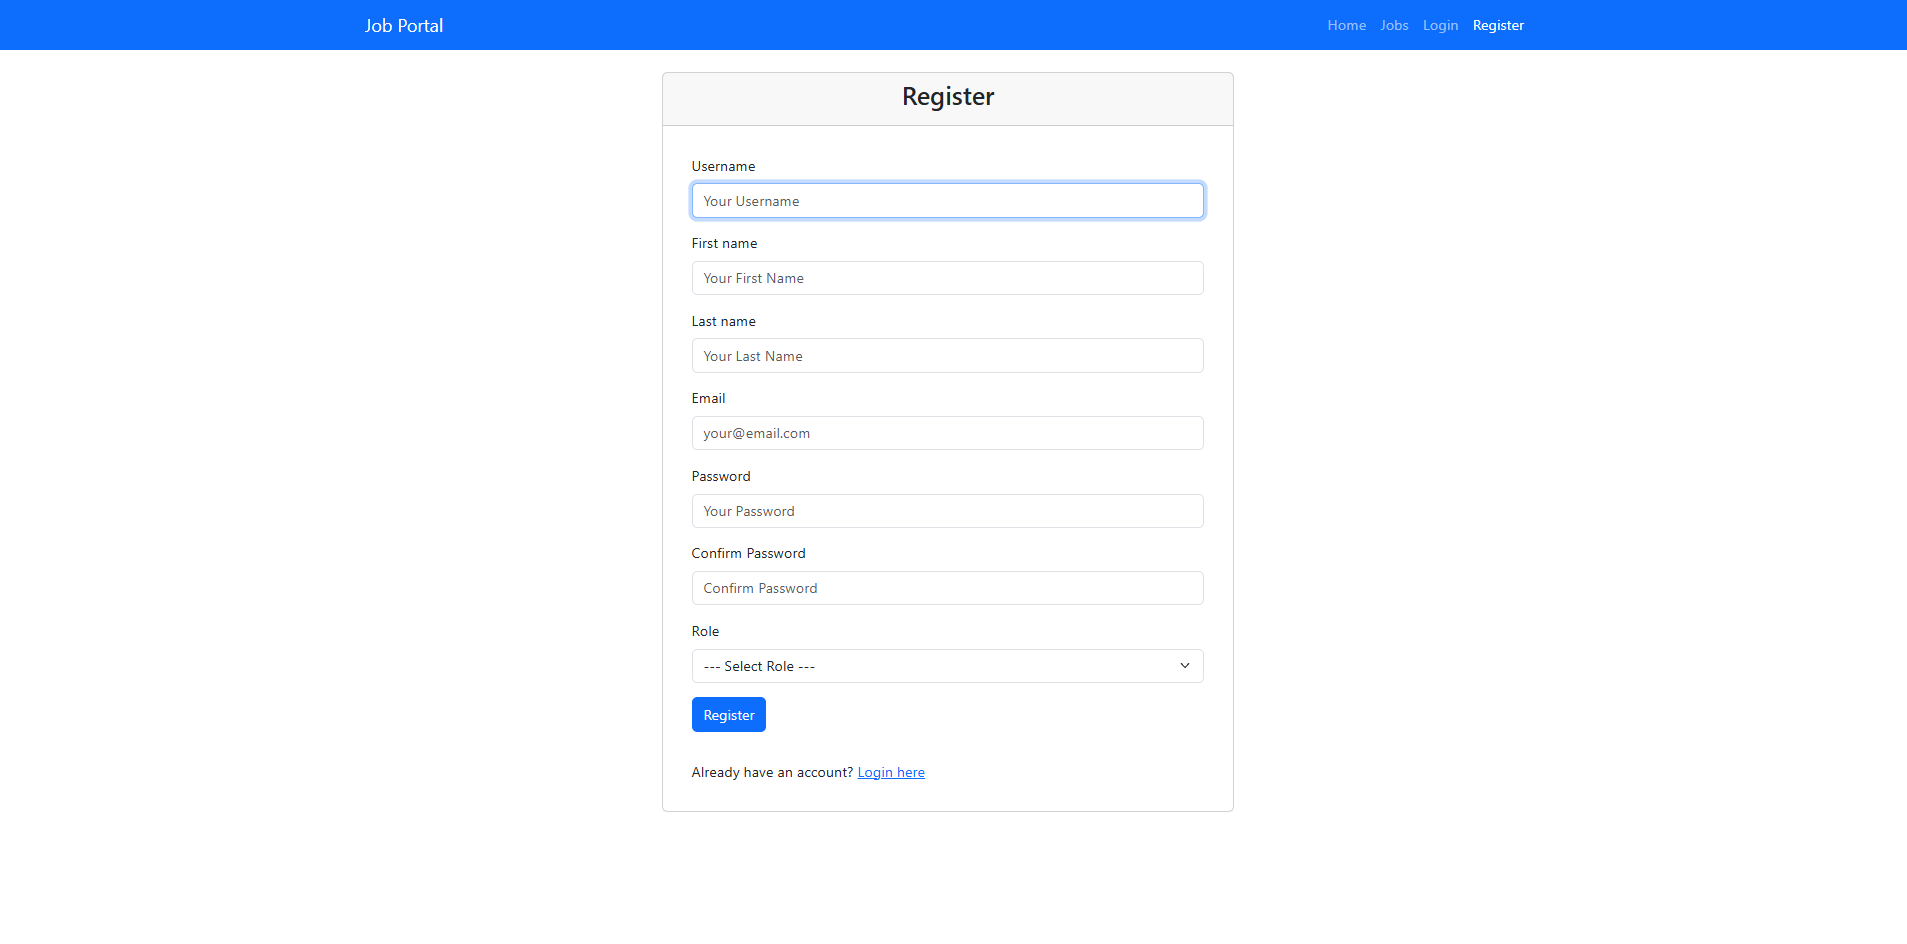 Job Portal
Home Jobs Login Register
Register
Username
Your Username
First name
Your First Name
Last name
Your Last Name
Email
your@email.com
Password
Your Password
Confirm Password
Confirm Password
Role
--- Select Role ---
Register
Already have an account? Login here